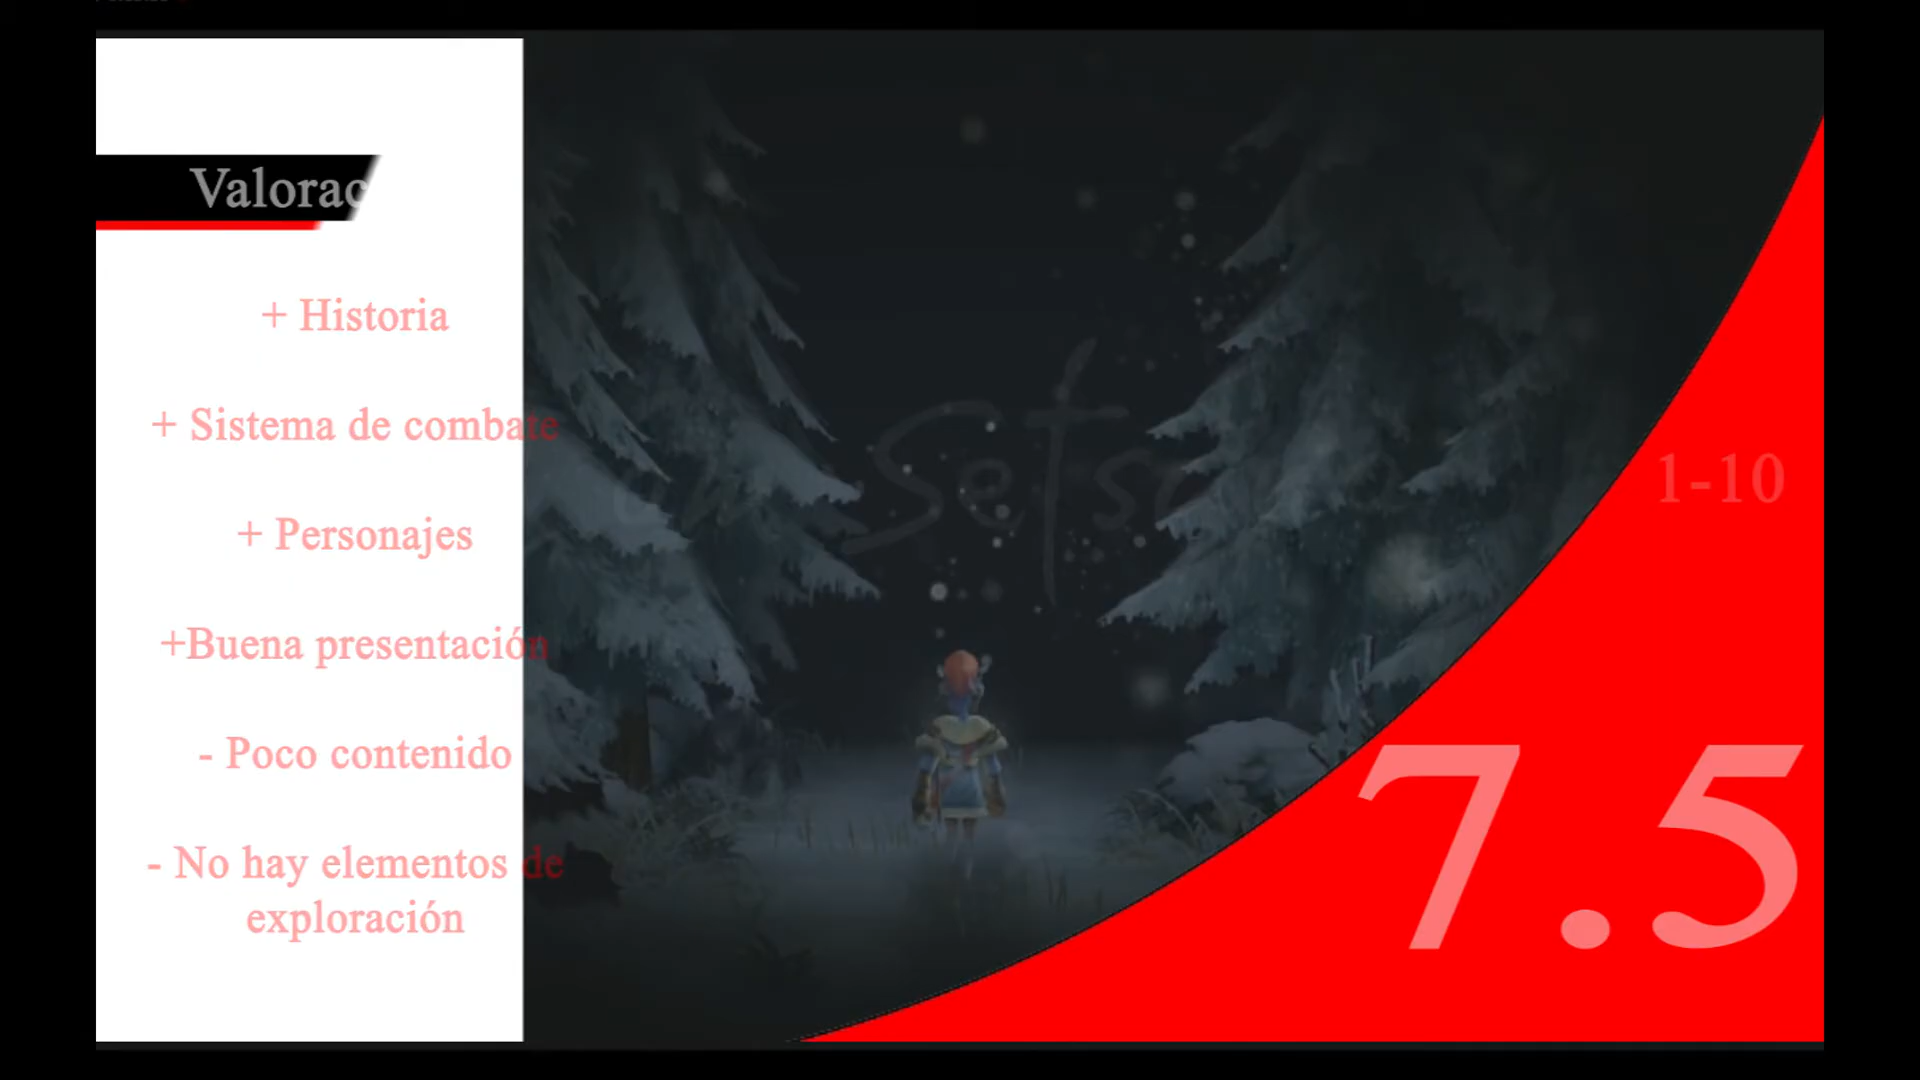 Valorac
+ Historia
+ Sistema de combate
+ Personajes
+Buena presentación
- Poco contenido
- No hay elementos de
exploración
1-10
7.5